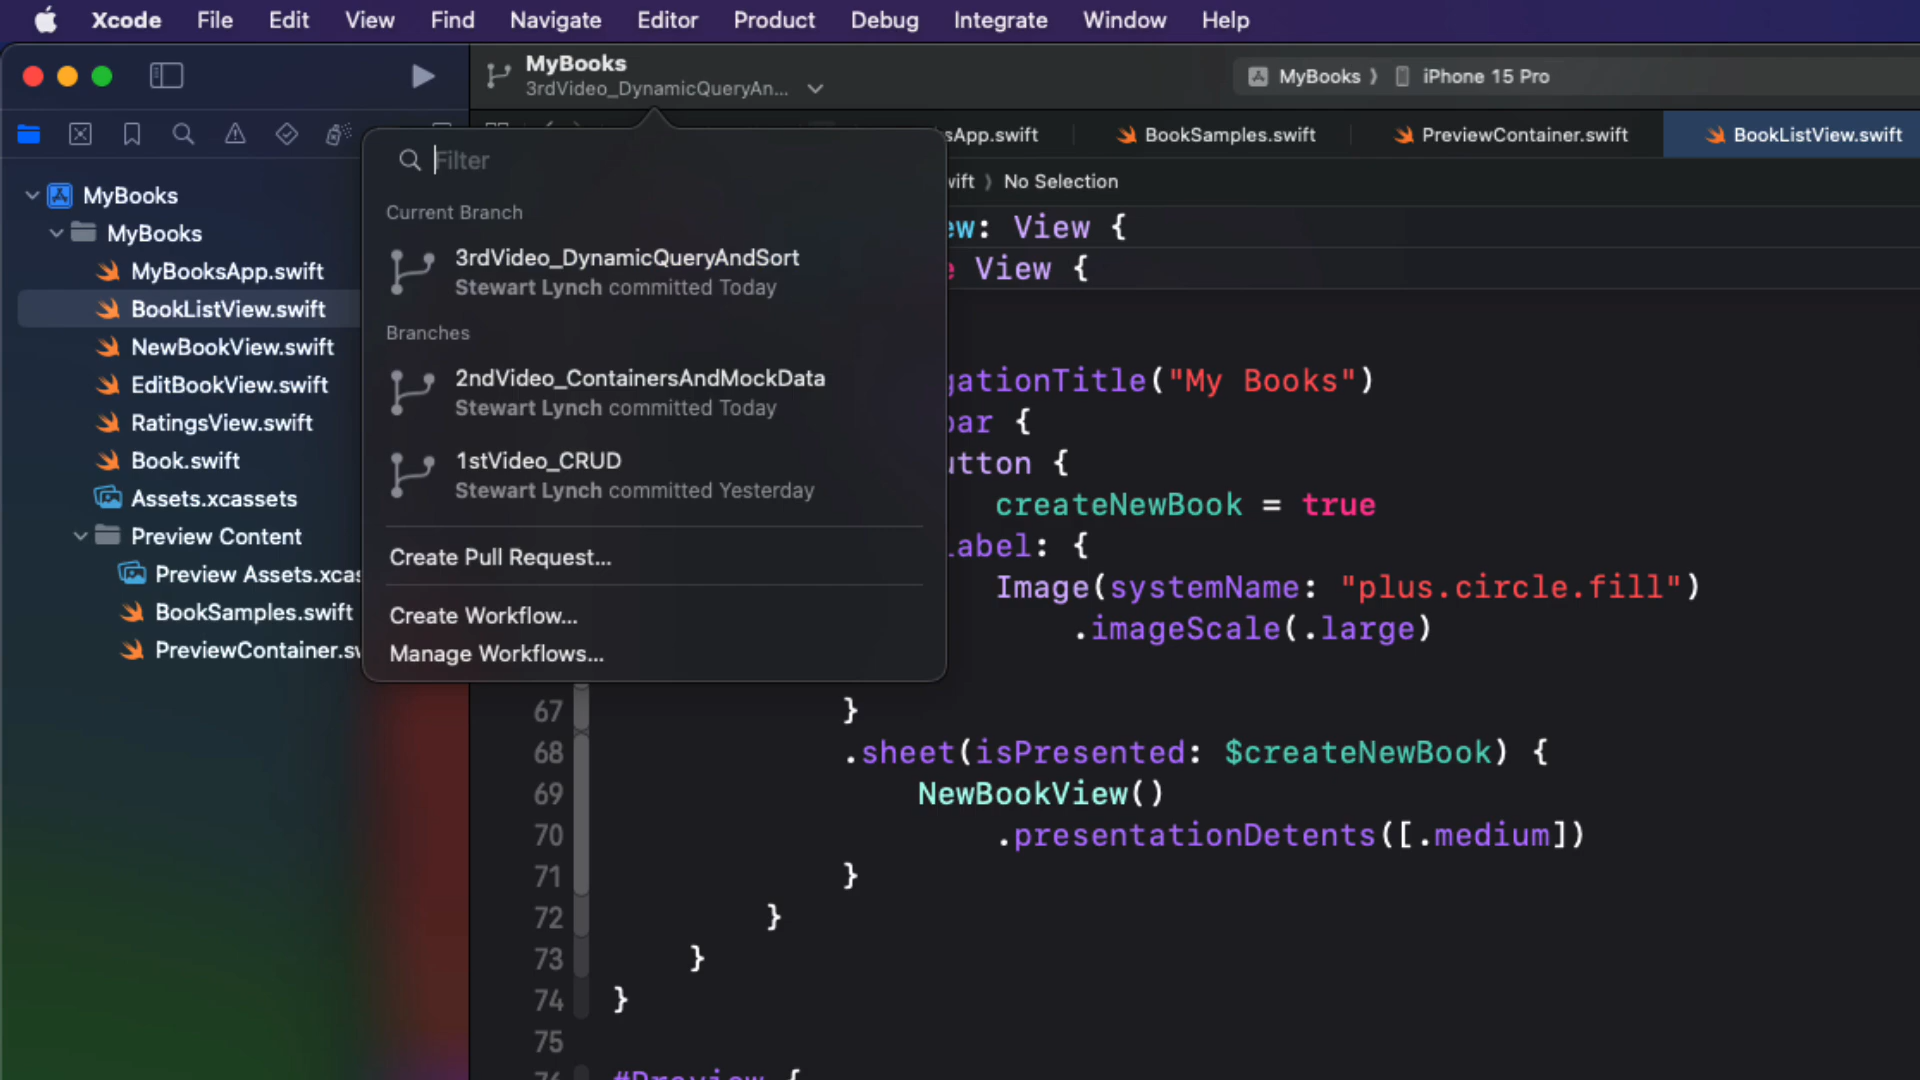 Xcode File Edit View Find Navigate Editor Product Debug Integrate Window Help
MyBooks
3rdVideo_DynamicQueryAn...
MyBooks ⟩ iPhone 15 Pro
sApp.swift BookSamples.swift PreviewContainer.swift BookListView.swift
Filter
vift ⟩ No Selection
MyBooks
MyBooks
MyBooksApp.swift
BookListView.swift
NewBookView.swift
EditBookView.swift
RatingsView.swift
Book.swift
Assets.xcassets
Preview Content
Preview Assets.xcas
BookSamples.swift
PreviewContainer.sw
Current Branch
3rdVideo_DynamicQueryAndSort
Stewart Lynch committed Today
Branches
2ndVideo_ContainersAndMockData
Stewart Lynch committed Today
1stVideo_CRUD
Stewart Lynch committed Yesterday
Create Pull Request...
Create Workflow...
Manage Workflows...
ew: View {
e View {
gationTitle("My Books")
bar {
utton {
createNewBook = true
label: {
Image(systemName: "plus.circle.fill")
.imageScale(.large)
67 }
68 .sheet(isPresented: $createNewBook) {
69 NewBookView()
70 .presentationDetents([.medium])
71 }
72 }
73 }
74 }
75
76 #Preview {